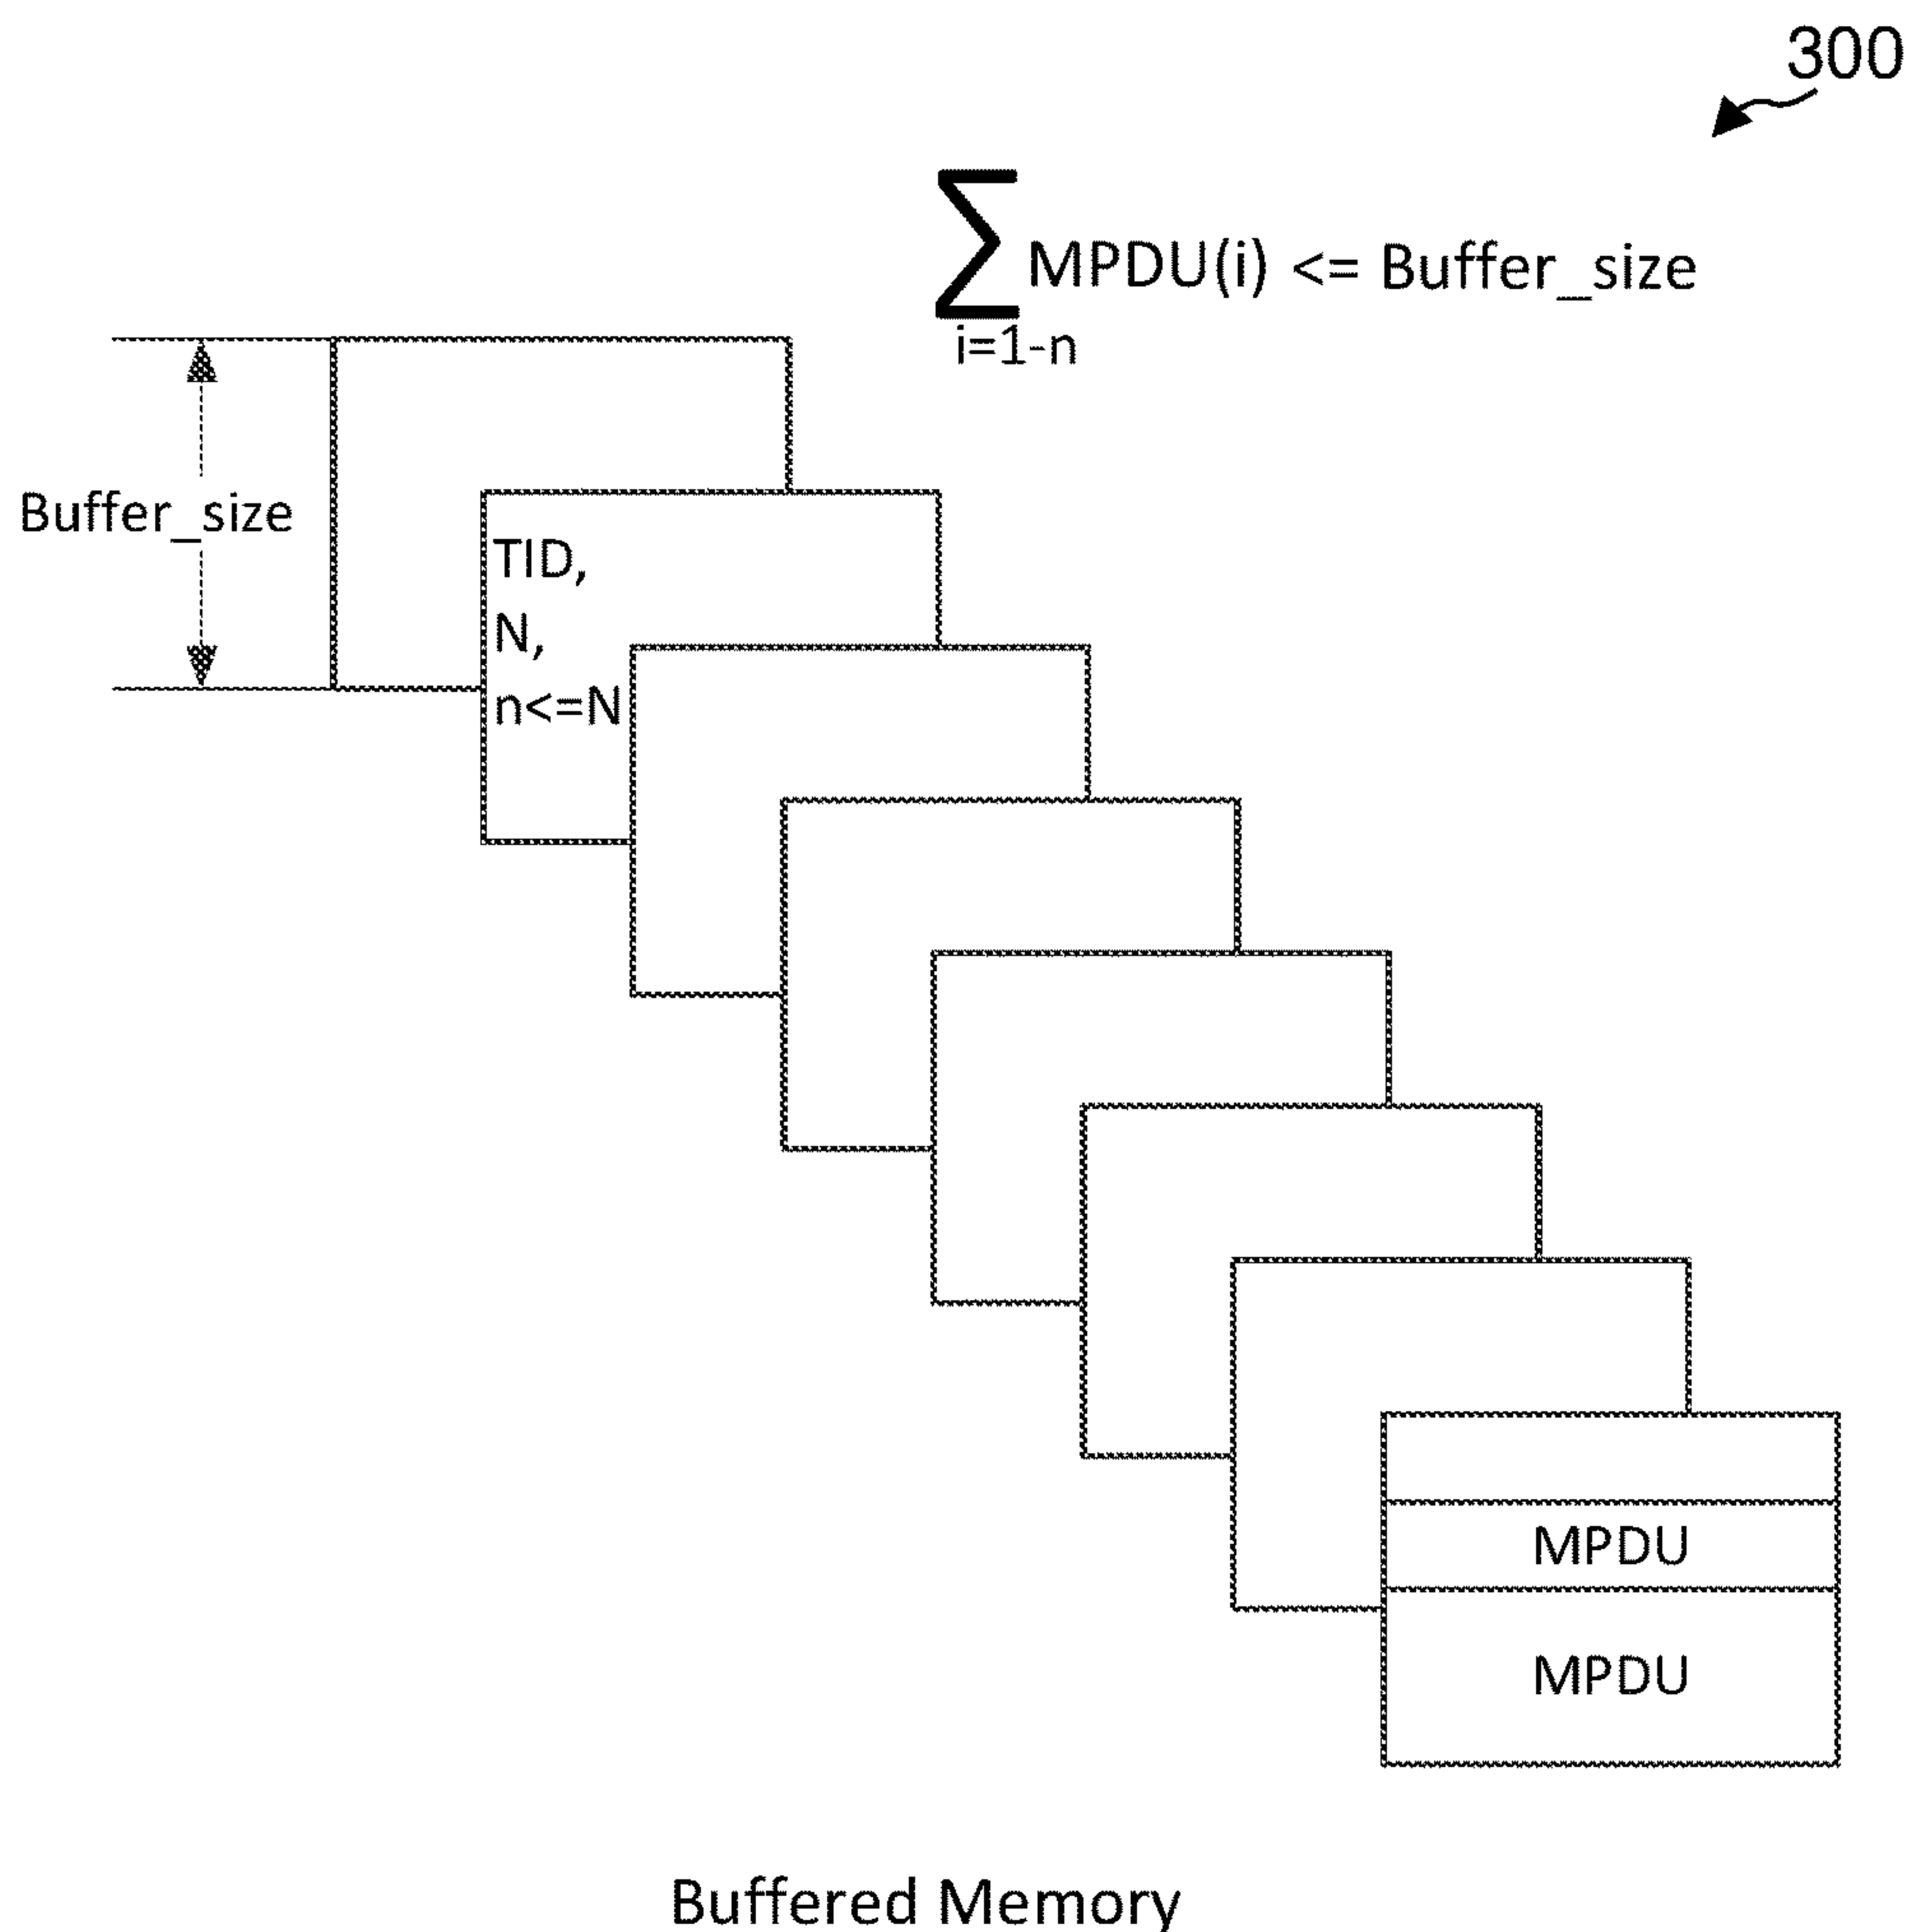 300
∑ MPDU(i) <= Buffer_size
i=1-n
Buffer_size
TID,
N,
n<=N
MPDU
MPDU
Buffered Memory